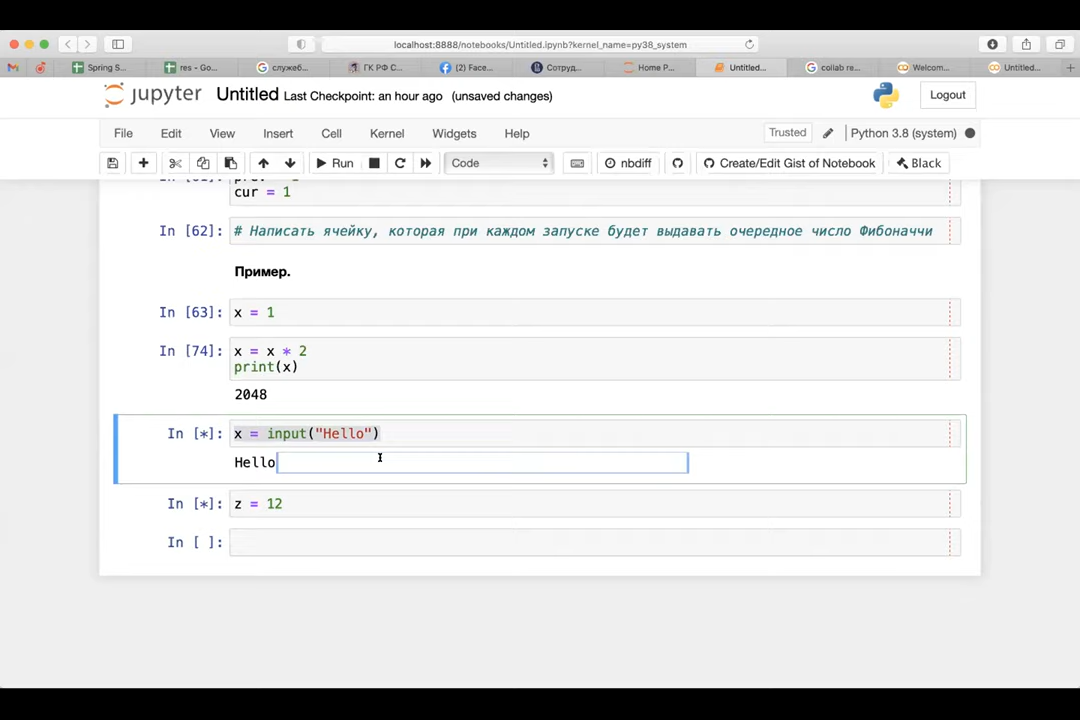 localhost:8888/notebooks/Untitled.ipynb?kernel_name=py38_system
Spring S...
res - Go...
служеб...
ГК РФ С...
(2) Face...
Сотруд...
Home P...
Untitled...
collab re...
Welcom...
Untitled...
jupyter Untitled Last Checkpoint: an hour ago (unsaved changes)
Logout
File Edit View Insert Cell Kernel Widgets Help
Trusted
Python 3.8 (system)
Run
Code
nbdiff
Create/Edit Gist of Notebook
Black
cur = 1
In [62]: # Написать ячейку, которая при каждом запуске будет выдавать очередное число Фибоначчи
Пример.
In [63]: x = 1
In [74]: x = x * 2
print(x)
2048
In [*]: x = input("Hello")
Hello
In [*]: z = 12
In [ ]: